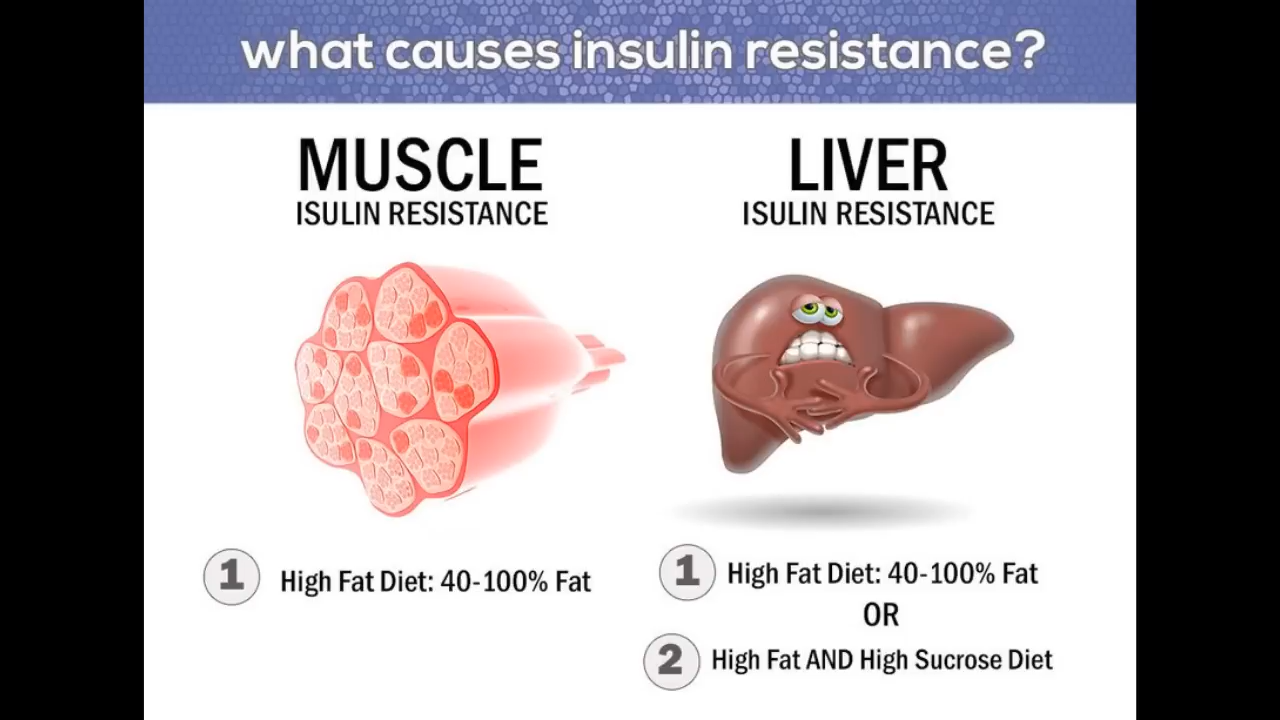 what causes insulin resistance?
MUSCLE
ISULIN RESISTANCE
1 High Fat Diet: 40-100% Fat
LIVER
ISULIN RESISTANCE
1 High Fat Diet: 40-100% Fat
OR
2 High Fat AND High Sucrose Diet